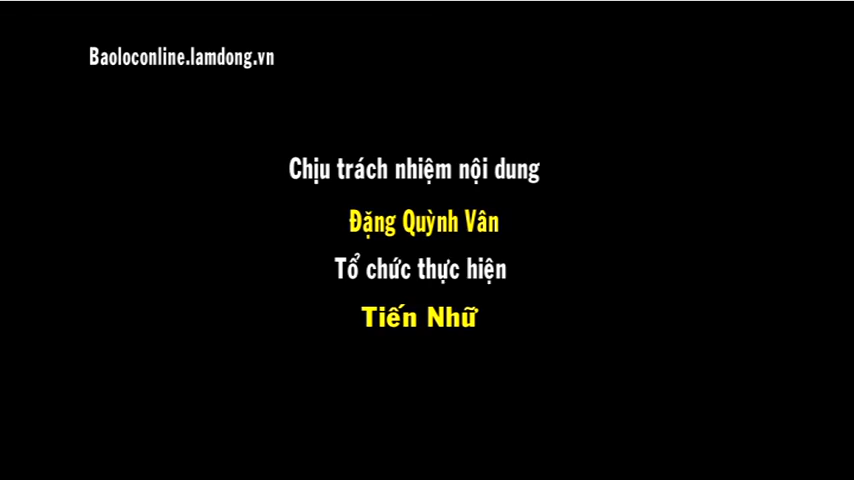 Baoloconline.lamdong.vn
Chịu trách nhiệm nội dung
Đặng Quỳnh Vân
Tổ chức thực hiện
Tiến Nhữ